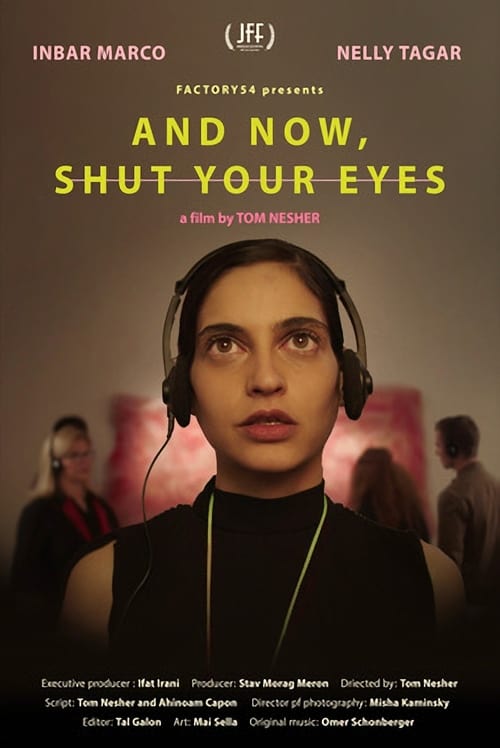 JFF
INBAR MARCO NELLY TAGAR
FACTORY54 presents
AND NOW,
SHUT YOUR EYES
a film by TOM NESHER
Executive producer : Ifat Irani Producer: Stav Morag Meron Directed by: Tom Nesher
Script: Tom Nesher and Ahinoam Capon Director of photography: Misha Kaminsky
Editor: Tal Galon Art: Mai Sella Original music: Omer Schonberger